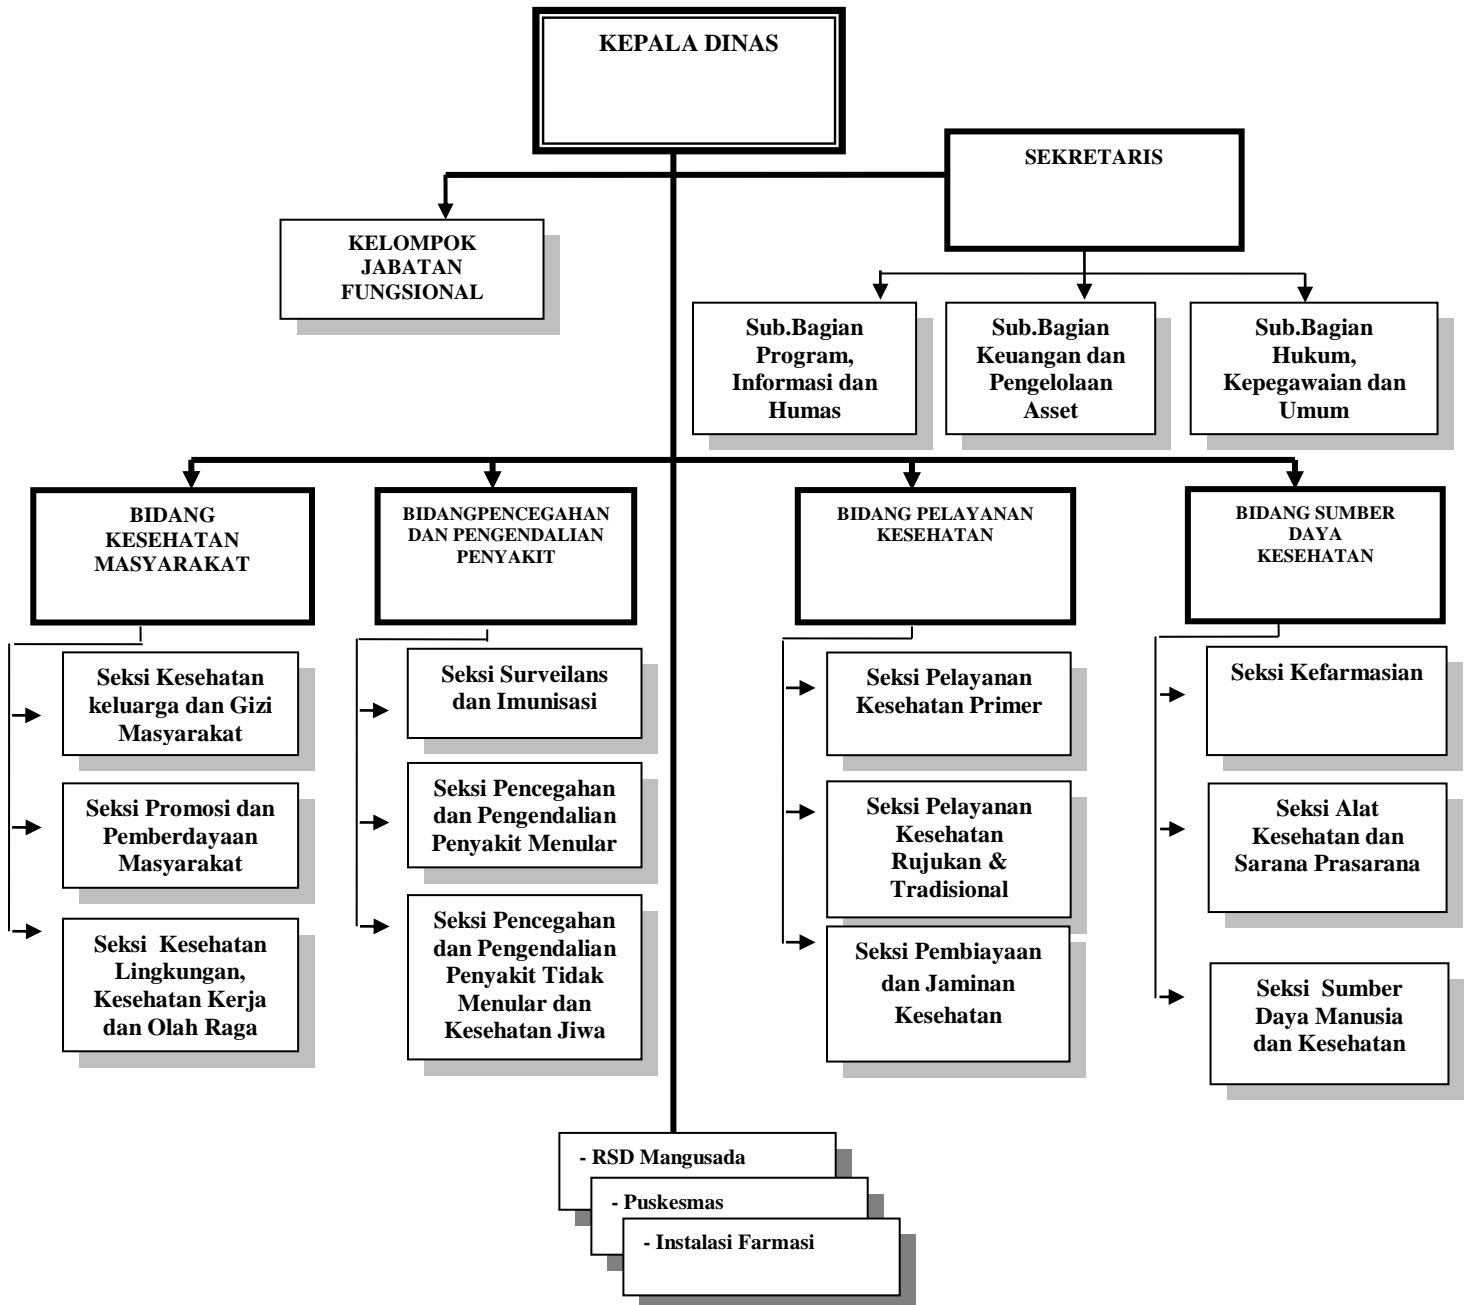 KEPALA DINAS
SEKRETARIS
KELOMPOK
JABATAN
FUNGSIONAL
Sub.Bagian
Program,
Informasi dan
Humas
Sub.Bagian
Keuangan dan
Pengelolaan
Asset
Sub.Bagian
Hukum,
Kepegawaian dan
Umum
BIDANG
KESEHATAN
MASYARAKAT
BIDANGPENCEGAHAN
DAN PENGENDALIAN
PENYAKIT
BIDANG PELAYANAN
KESEHATAN
BIDANG SUMBER
DAYA
KESEHATAN
Seksi Kesehatan
keluarga dan Gizi
Masyarakat
Seksi Promosi dan
Pemberdayaan
Masyarakat
Seksi  Kesehatan
Lingkungan,
Kesehatan Kerja
dan Olah Raga
Seksi Surveilans
dan Imunisasi
Seksi Pencegahan
dan Pengendalian
Penyakit Menular
Seksi Pencegahan
dan Pengendalian
Penyakit Tidak
Menular dan
Kesehatan Jiwa
Seksi Pelayanan
Kesehatan Primer
Seksi Pelayanan
Kesehatan
Rujukan &
Tradisional
Seksi Pembiayaan
dan Jaminan
Kesehatan
Seksi Kefarmasian
Seksi Alat
Kesehatan dan
Sarana Prasarana
Seksi  Sumber
Daya Manusia
dan Kesehatan
- RSD Mangusada
- Puskesmas
- Instalasi Farmasi